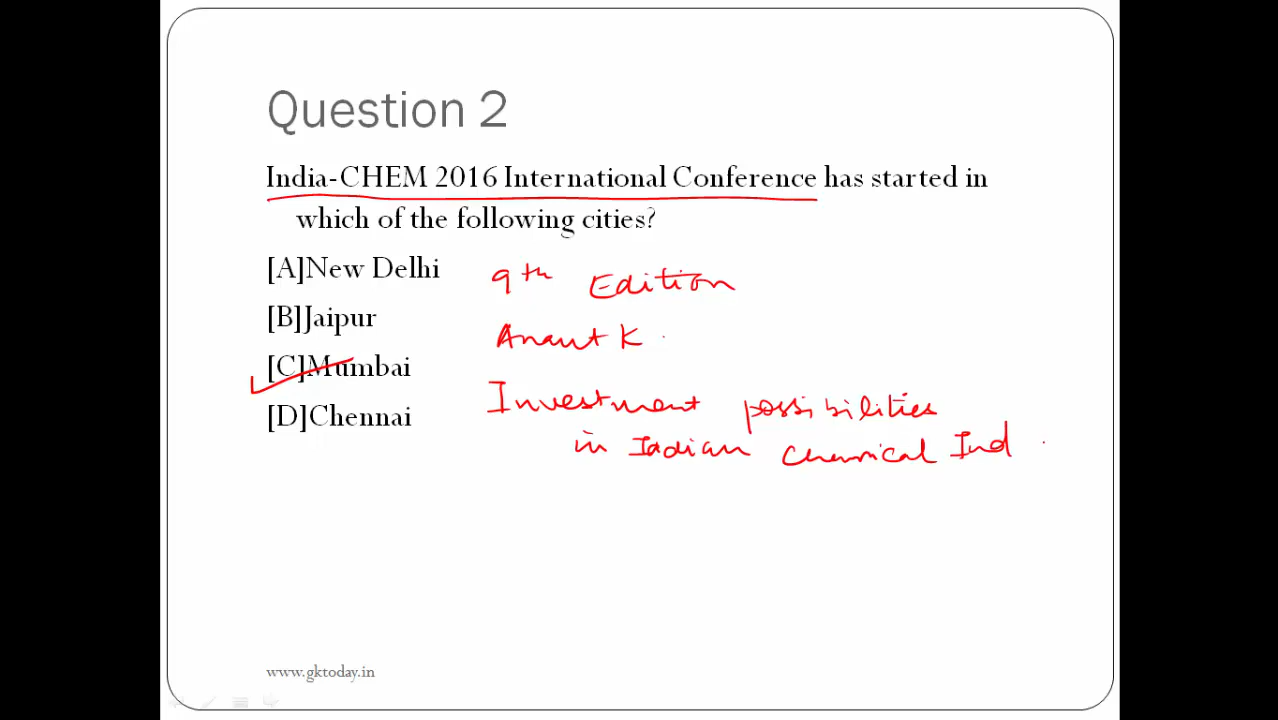 Question 2
India-CHEM 2016 International Conference has started in
which of the following cities?
[A]New Delhi
9th Edition
[B]Jaipur
Anant K
[C]Mumbai
Investment possibilities
[D]Chennai
in Indian Chemical Ind
www.gktoday.in